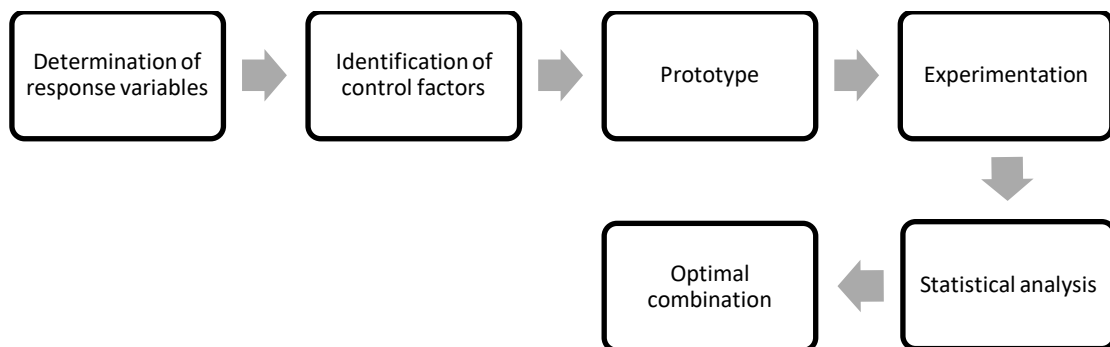 Determination of
response variables
Identification of
control factors
Prototype
Experimentation
Statistical analysis
Optimal
combination